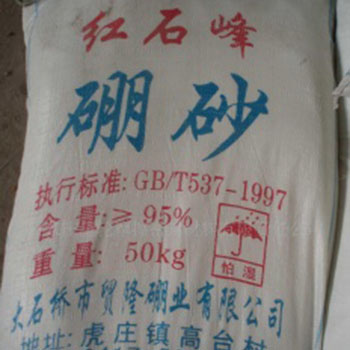 红石峰
硼砂
执行标准:GB/T537-1997
含 量:≥95%
重 量: 50kg
怕湿
大石桥市贸隆硼业有限公司
地址: 虎庄镇高台村